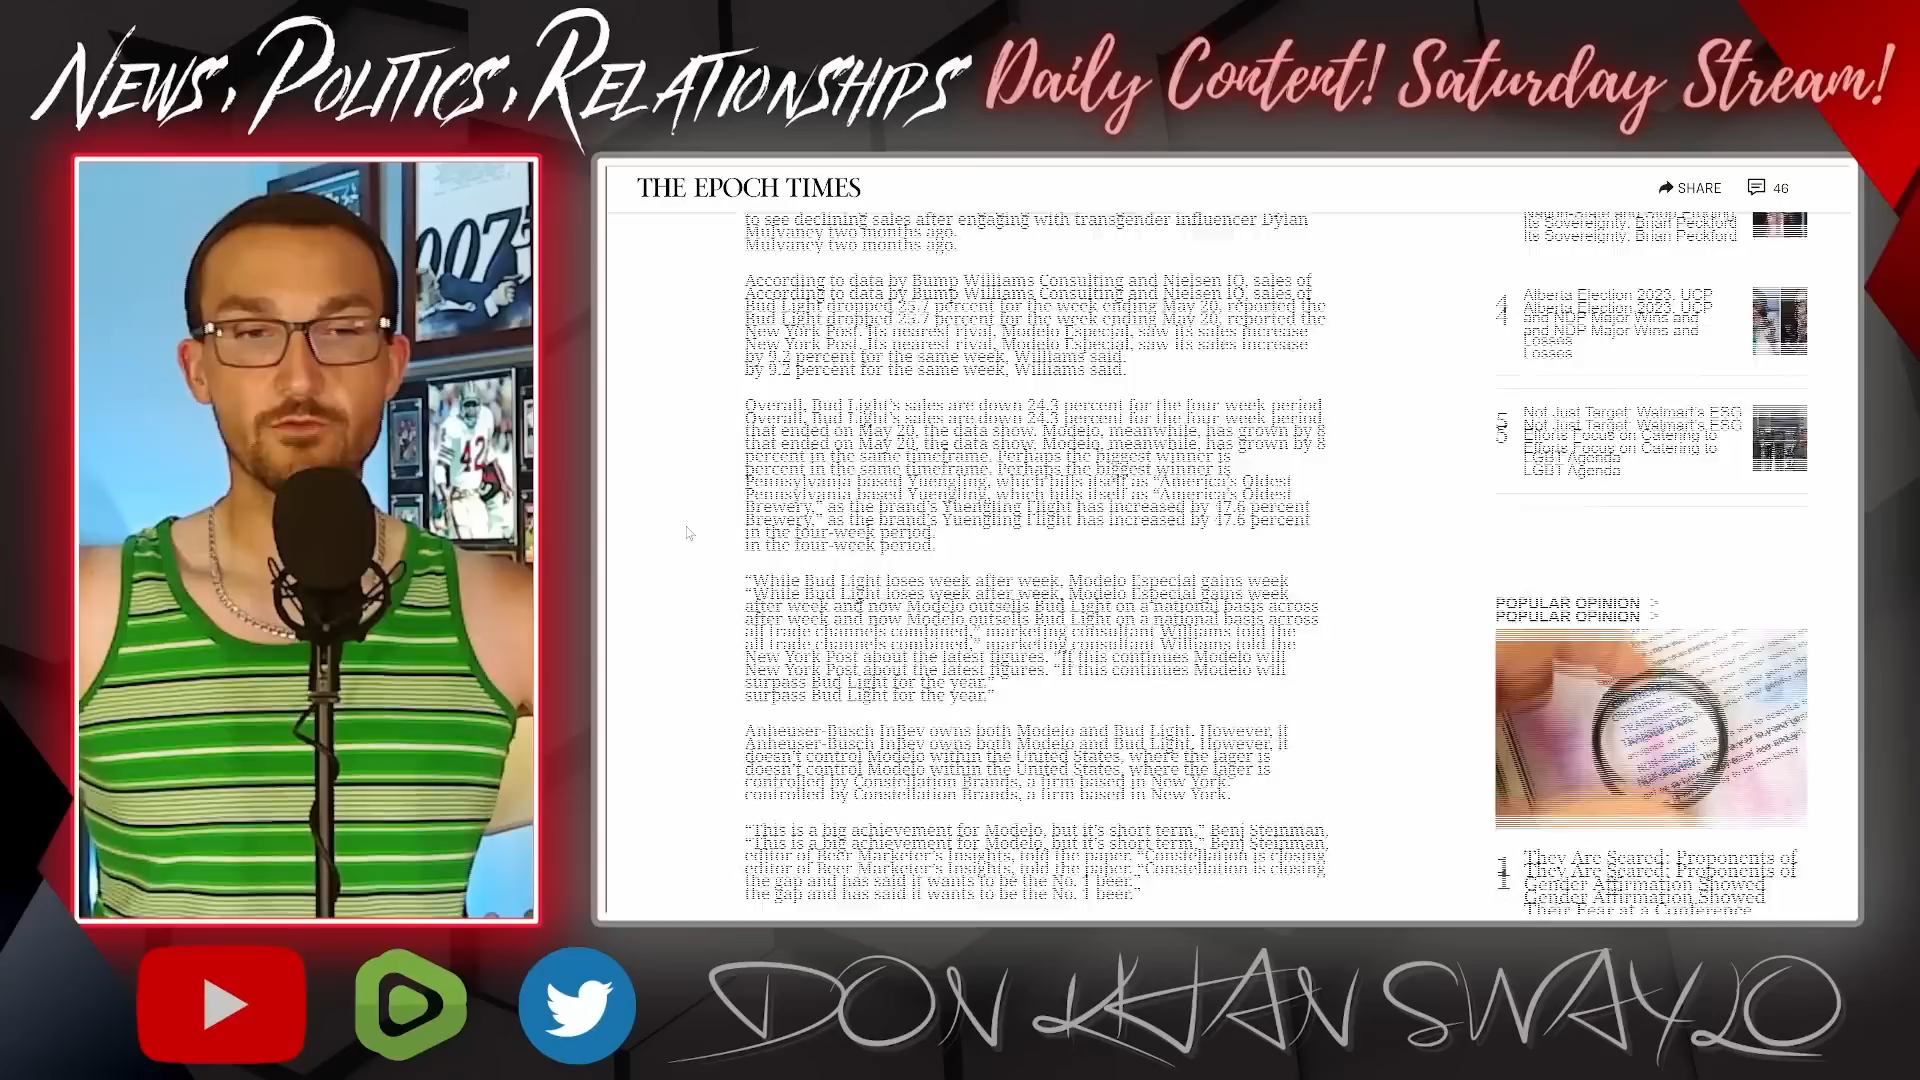 NEWS, POLITICS, RELATIONSHIPS
Daily Content! Saturday Stream!
007
42
THE EPOCH TIMES
SHARE
46
to see declining sales after engaging with transgender influencer Dylan
Mulvaney two months ago.
According to data by Bump Williams Consulting and Nielsen IQ, sales of
Bud Light dropped percent for the week ending May 20, reported the
New York Post. Its nearest rival, Modelo Especial, saw its sales increase
by 9.2 percent for the same week, Williams said.
Overall, Bud Light's sales are down 24.3 percent for the four week period
that ended on May 20, the data show. Modelo, meanwhile, has grown by 8
percent in the same timeframe. Perhaps the biggest winner is
Pennsylvania based Yuengling, which bills itself as "America's Oldest
Brewery," as the brand's Yuengling Flight has increased by 47.6 percent
in the four-week period.
"While Bud Light loses week after week, Modelo Especial gains week
after week and now Modelo outsells Bud Light on a national basis across
all trade channels combined," marketing consultant Williams told the
New York Post about the latest figures. "If this continues Modelo will
surpass Bud Light for the year."
Anheuser-Busch InBev owns both Modelo and Bud Light. However, it
doesn't control Modelo within the United States, where the lager is
controlled by Constellation Brands, a firm based in New York.
"This is a big achievement for Modelo, but it's short term," Benj Steinman,
editor of Beer Marketer's Insights, told the paper. "Constellation is closing
the gap and has said it wants to be the No. 1 beer."
Its Sovereignty: Brian Peckford
4
Alberta Election 2023: UCP
and NDP Major Wins and
Losses
5
Not Just Target: Walmart's ESG
Efforts Focus on Catering to
LGBT Agenda
POPULAR OPINION >
1
They Are Scared: Proponents of
Gender Affirmation Showed
Their Fear at a Conference
DON KHAN SWAYLO